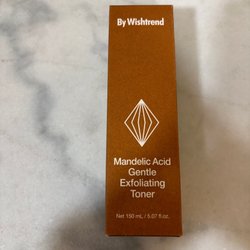 By Wishtrend
Mandelic Acid
Gentle
Exfoliating
Toner
Net 150 mL / 5.07 fl.oz.